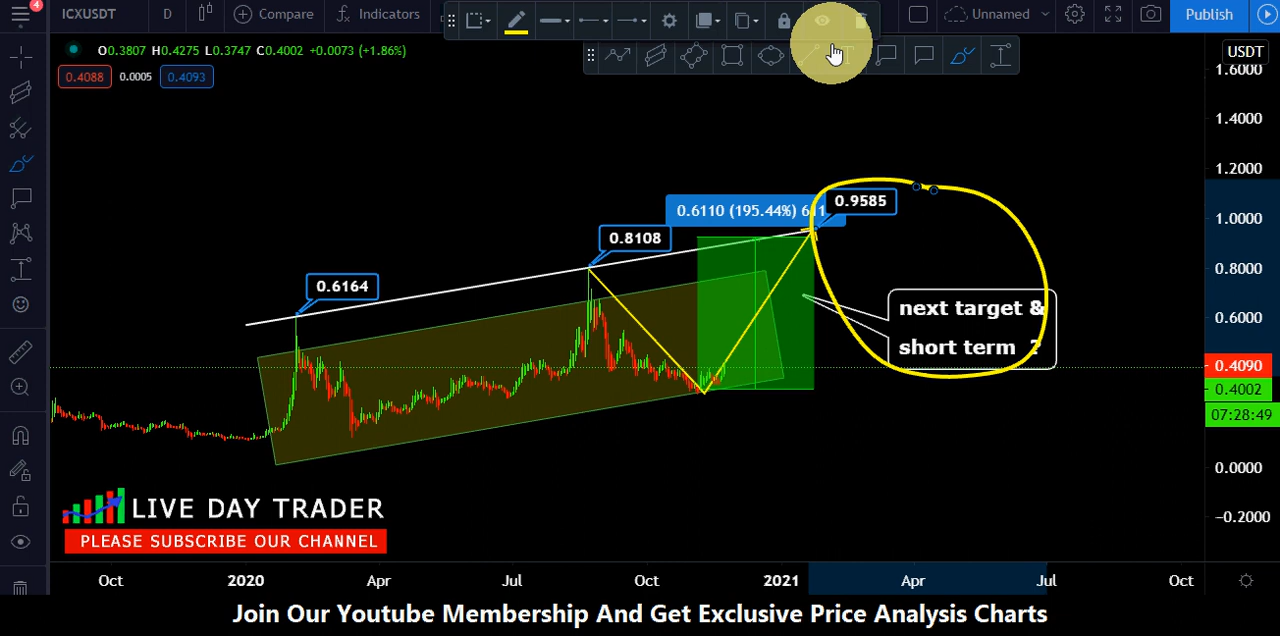 4
ICXUSDT
D
Compare
Indicators
Unnamed
Publish
O0.3807 H0.4275 L0.3747 C0.4002 +0.0073 (+1.86%)
USDT
0.4088 0.0005 0.4093
1.6000
1.4000
1.2000
1.0000
0.8000
0.6000
0.4090
0.4002
07:28:49
0.0000
−0.2000
0.6110 (195.44%)
0.9585
0.8108
0.6164
next target &
short term ?
LIVE DAY TRADER
PLEASE SUBSCRIBE OUR CHANNEL
Oct 2020 Apr Jul Oct 2021 Apr Jul Oct
Join Our Youtube Membership And Get Exclusive Price Analysis Charts